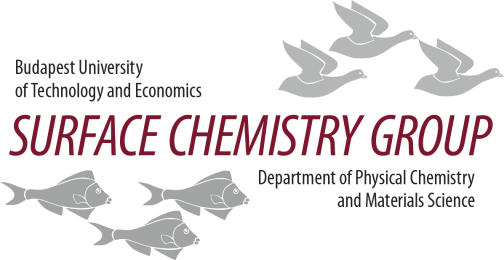 Budapest University
of Technology and Economics
SURFACE CHEMISTRY GROUP
Department of Physical Chemistry
and Materials Science